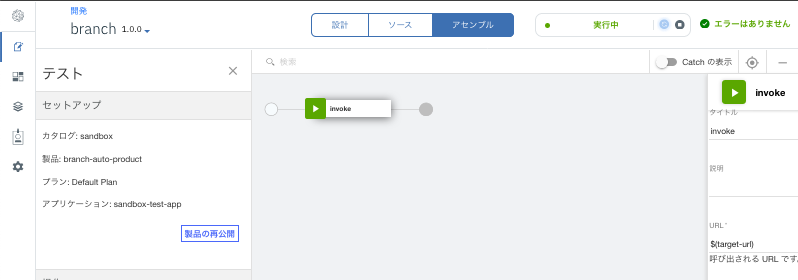 開発
branch 1.0.0
設計
ソース
アセンブル
実行中
エラーはありません
テスト
検索
Catch の表示
セットアップ
カタログ: sandbox
製品: branch-auto-product
プラン: Default Plan
アプリケーション: sandbox-test-app
製品の再公開
invoke
invoke
タイトル
invoke
説明
URL *
$(target-url)
呼び出される URL です